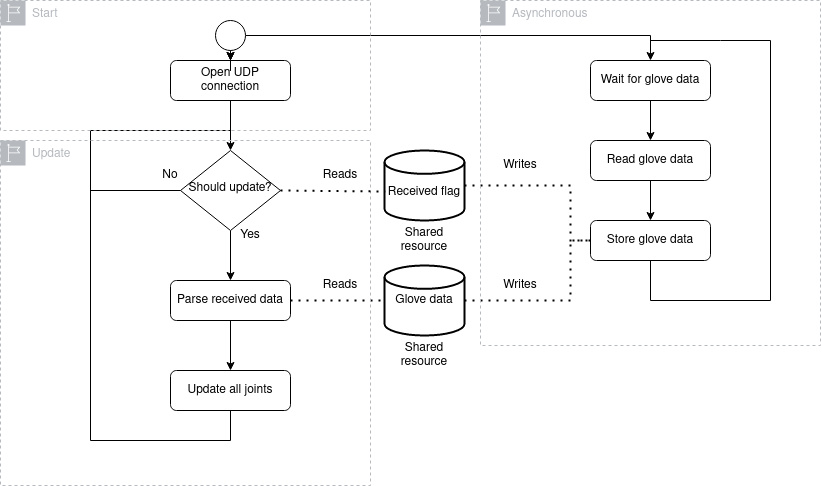 Start
Asynchronous
Open UDP
connection
Wait for glove data
Update
Read glove data
No
Should update?
Reads
Received flag
Writes
Yes
Shared
resource
Store glove data
Parse received data
Reads
Glove data
Writes
Shared
resource
Update all joints